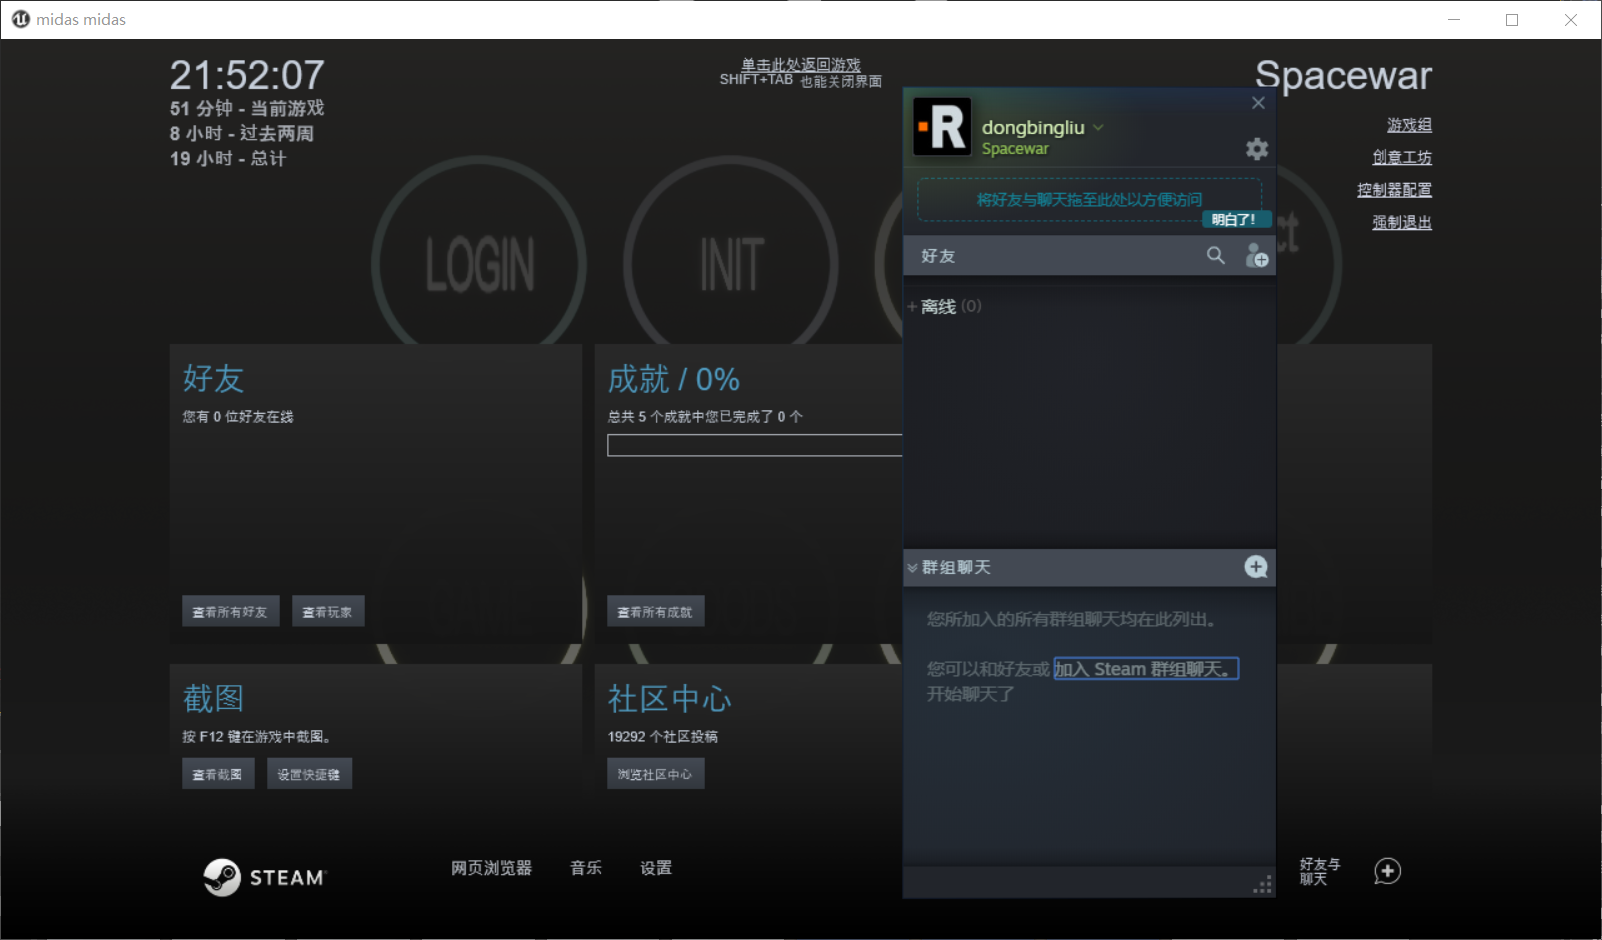 midas midas
21:52:07
51 分钟 - 当前游戏
8 小时 - 过去两周
19 小时 - 总计
单击此处返回游戏
SHIFT+TAB 也能关闭界面
Spacewar
游戏组
创意工坊
控制器配置
强制退出
LOGIN
INIT
ct
R
dongbingliu
Spacewar
将好友与聊天拖至此处以方便访问
明白了!
好友
+ 离线 (0)
群组聊天
您所加入的所有群组聊天均在此列出。
您可以和好友或 加入 Steam 群组聊天。
开始聊天了
好友
您有 0 位好友在线
查看所有好友
查看玩家
成就 / 0%
总共 5 个成就中您已完成了 0 个
查看所有成就
截图
按 F12 键在游戏中截图。
查看截图
设置快捷键
社区中心
19292 个社区投稿
浏览社区中心
STEAM
网页浏览器
音乐
设置
好友与
聊天